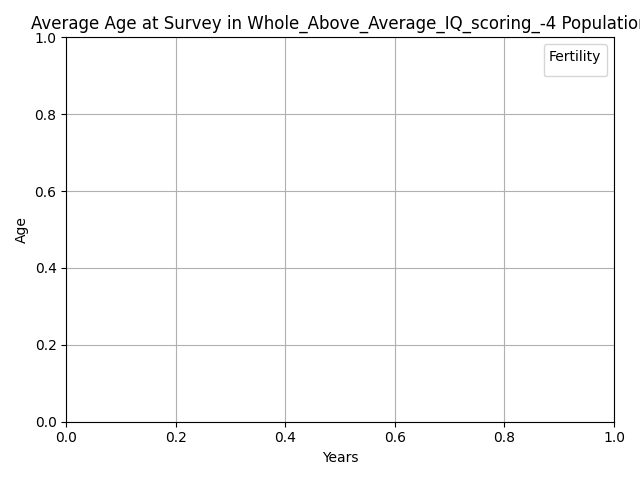 Average Age at Survey in Whole_Above_Average_IQ_scoring_-4 Population
Fertility
Age
1.0
0.8
0.6
0.4
0.2
0.0
0.0 0.2 0.4 0.6 0.8 1.0
Years